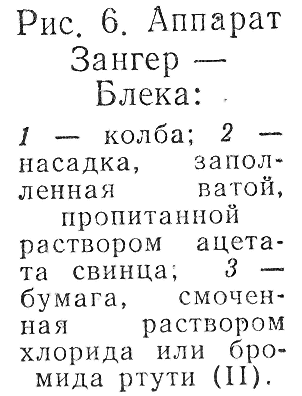 Рис. 6. Аппарат
Зангер —
Блека:
1 — колба; 2 —
насадка, запол-
ленная ватой,
пропитанной
раствором ацета-
та свинца; 3 —
бумага, смочен-
ная раствором
хлорида или бро-
мида ртути (II).